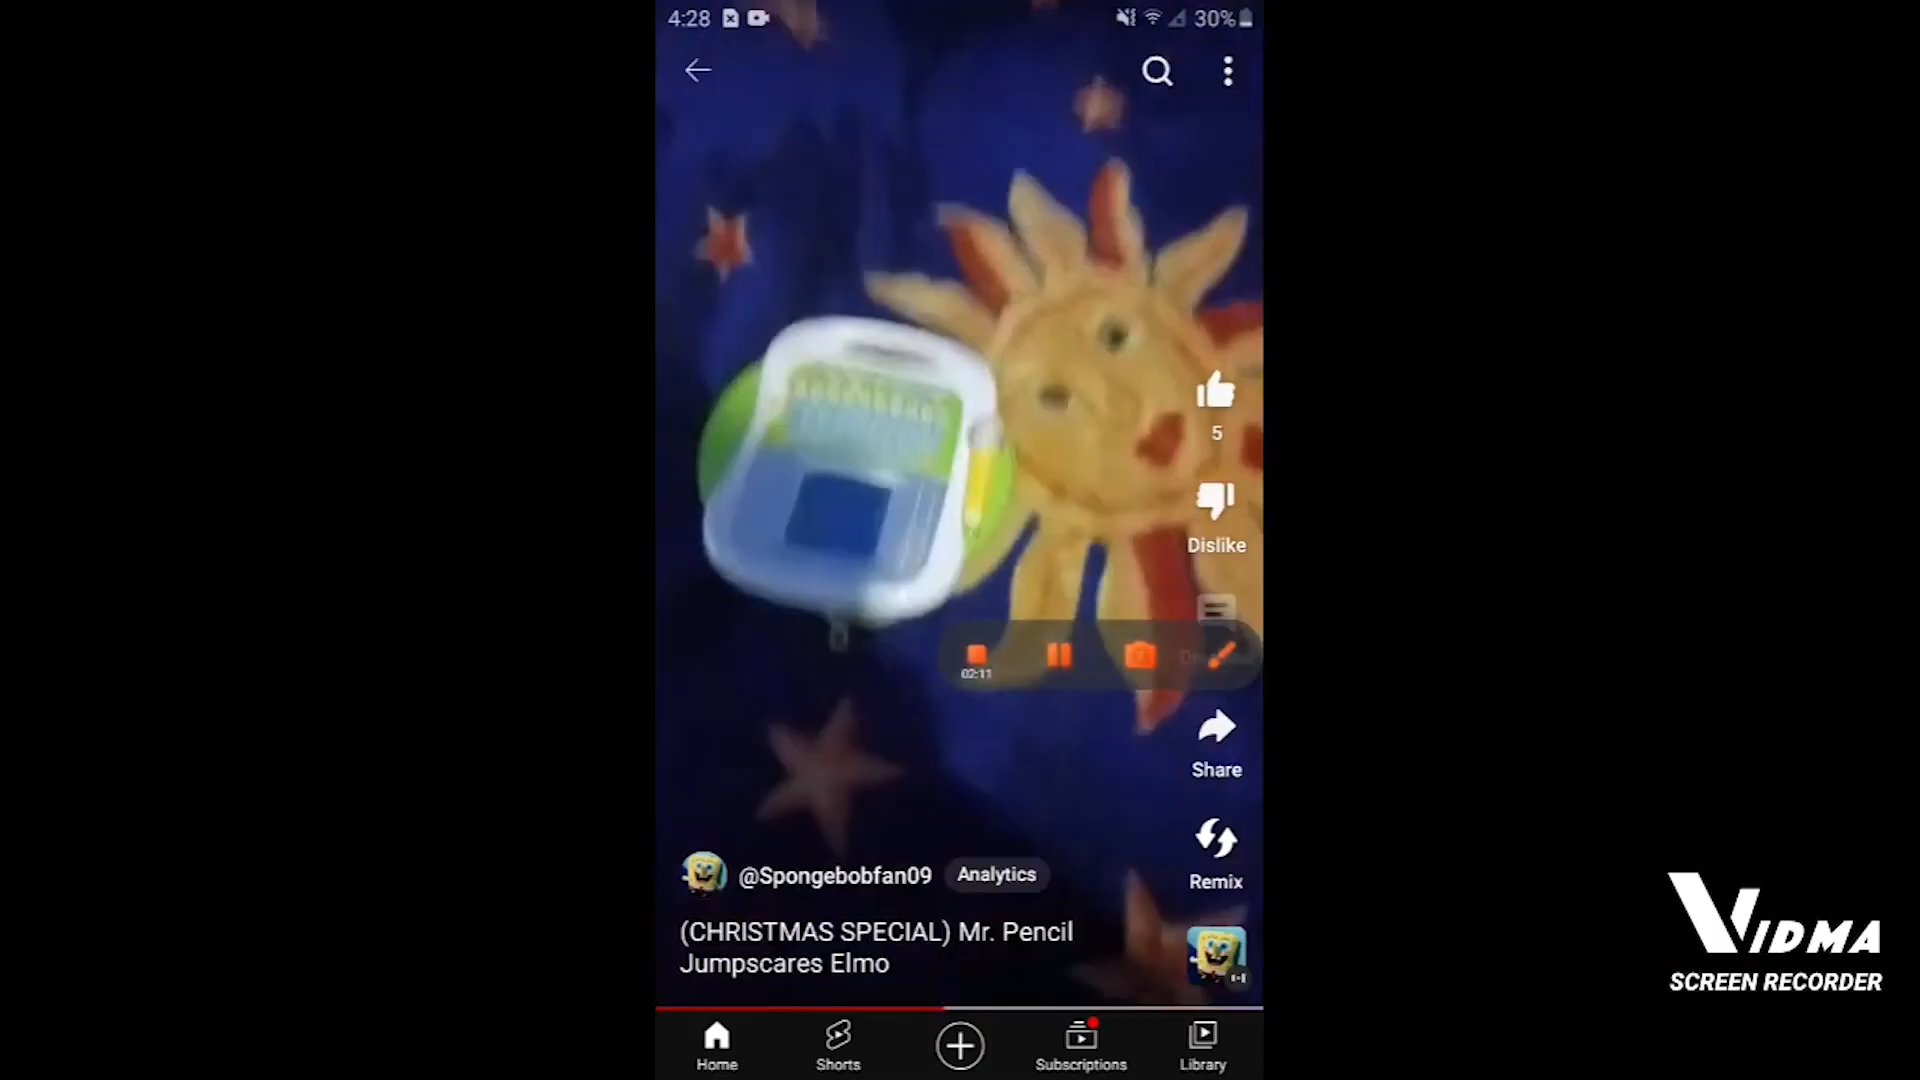 4:28
30%
5
Dislike
02:11
Share
@Spongebobfan09 Analytics
Remix
(CHRISTMAS SPECIAL) Mr. Pencil
Jumpscares Elmo
Home
Shorts
Subscriptions
Library
VIDMA
SCREEN RECORDER